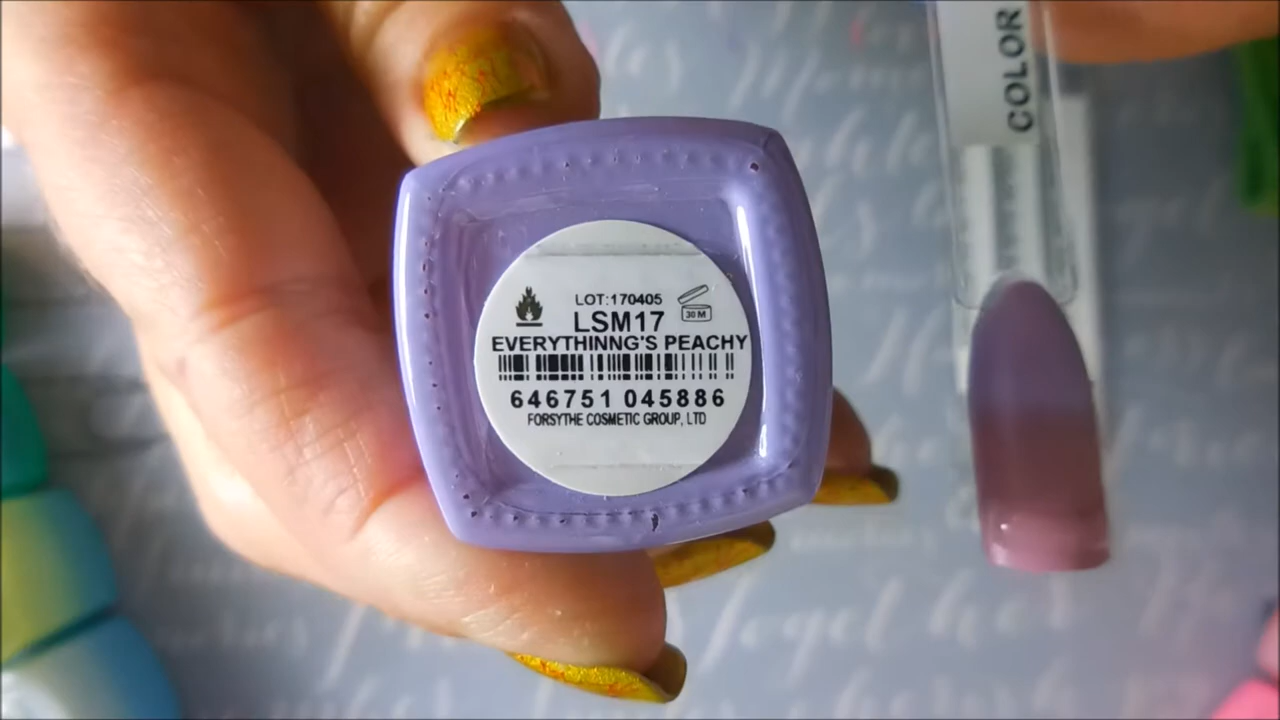 LOT:170405
30 M
LSM17
EVERYTHINNG'S PEACHY
646751 045886
FORSYTHE COSMETIC GROUP, LTD
COLOR